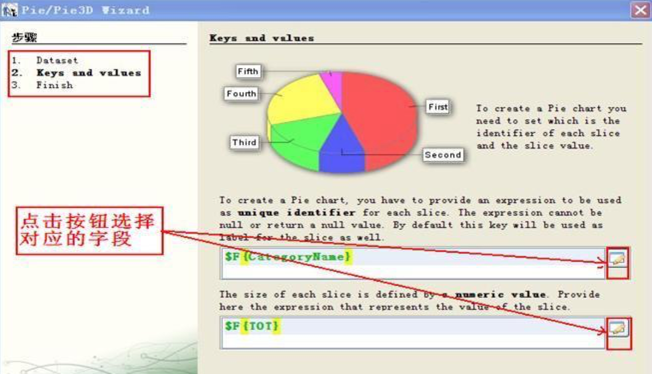 Pie/Pie3D Wizard
步骤
1. Dataset
2. Keys and values
3. Finish
Keys and values
Fifth
Fourth
First
Third
Second
To create a Pie chart you
need to set which is the
identifier of each slice
and the slice value.
点击按钮选择
对应的字段
To create a Pie chart, you have to provide an expression to be used
as unique identifier for each slice. The expression cannot be
null or return a null value. By default this key will be used as
label for the slice as well.
$F{CategoryName}
The size of each slice is defined by a numeric value. Provide
here the expression that represents the value of the slice.
$F{TOT}